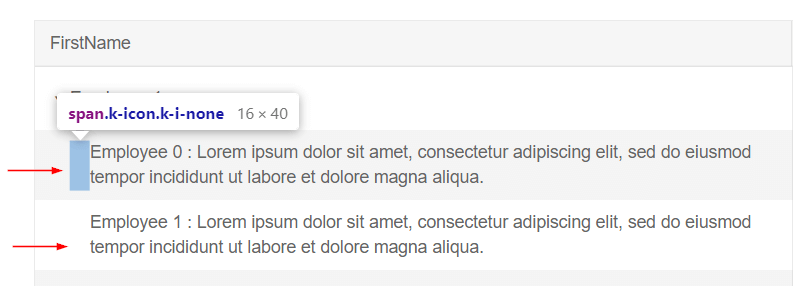 FirstName
span.k-icon.k-i-none 16 × 40
Employee 0 : Lorem ipsum dolor sit amet, consectetur adipiscing elit, sed do eiusmod
tempor incididunt ut labore et dolore magna aliqua.
Employee 1 : Lorem ipsum dolor sit amet, consectetur adipiscing elit, sed do eiusmod
tempor incididunt ut labore et dolore magna aliqua.